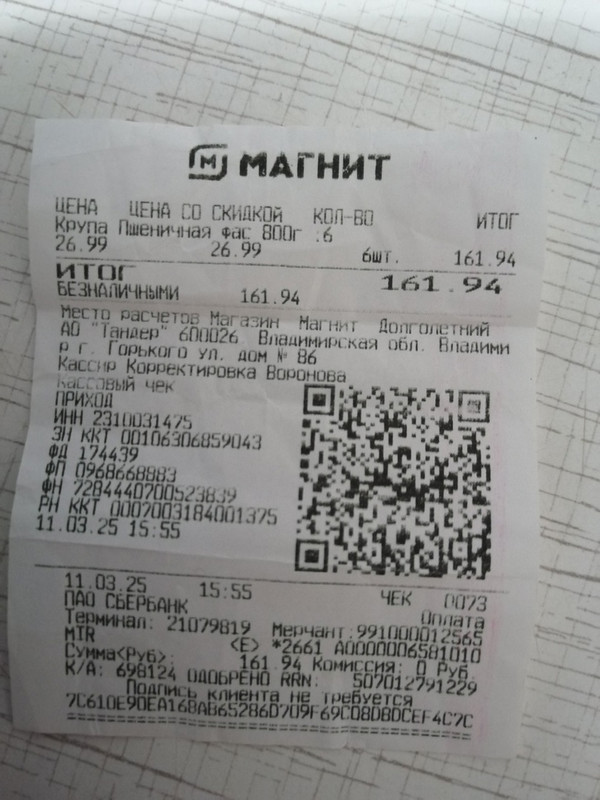 МАГНИТ
ЦЕНА ЦЕНА СО СКИДКОЙ КОЛ-ВО ИТОГ
Крупа Пшеничная фас 800г :6
26.99 26.99 6шт. 161.94
ИТОГ 161.94
БЕЗНАЛИЧНЫМИ 161.94
Место расчетов Магазин Магнит Долголетний
АО "Тандер" 600026 Владимирская обл. Владими
р г. Горького ул. дом № 86
Кассир Корректировка Воронова
Кассовый чек
ПРИХОД
ИНН 2310031475
ЗН ККТ 00106306859043
ФД 174439
ФП 0968668883
ФН 7284440700523839
РН ККТ 0007003184001375
11.03.25 15:55
11.03.25 15:55 ЧЕК 0073
ПАО СБЕРБАНК Оплата
Терминал: 21079819 Мерчант:991000012565
MTR <E> *2661 A0000006581010
Сумма<Руб>: 161.94 Комиссия: 0 РУБ.
К/А: 698124 ОДОБРЕНО RRN: 507012791229
Подпись клиента не требуется
7C610E9DEA168AB65286D709F69C08D8DCEF4C7C